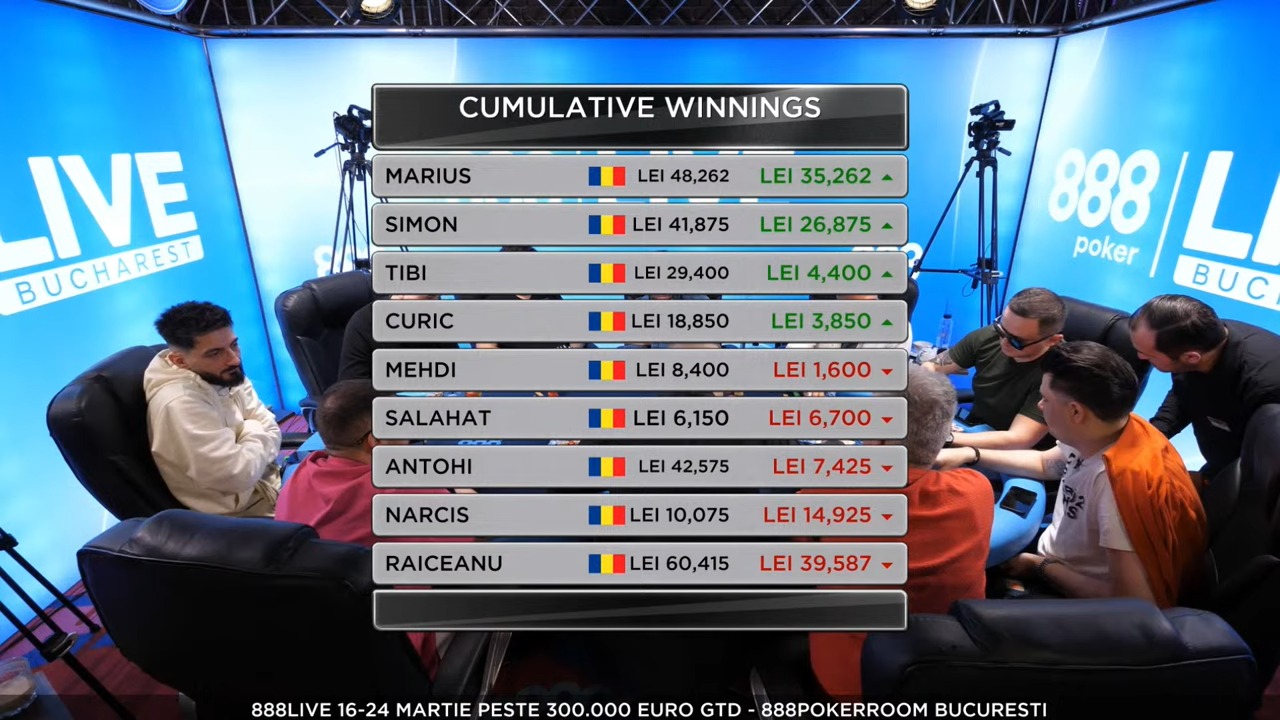 CUMULATIVE WINNINGS
MARIUS LEI 48,262 LEI 35,262
SIMON LEI 41,875 LEI 26,875
TIBI LEI 29,400 LEI 4,400
CURIC LEI 18,850 LEI 3,850
MEHDI LEI 8,400 LEI 1,600
SALAHAT LEI 6,150 LEI 6,700
ANTOHI LEI 42,575 LEI 7,425
NARCIS LEI 10,075 LEI 14,925
RAICEANU LEI 60,415 LEI 39,587
LIVE
BUCHAREST
888
poker
888LIVE 16-24 MARTIE PESTE 300.000 EURO GTD - 888POKERROOM BUCURESTI